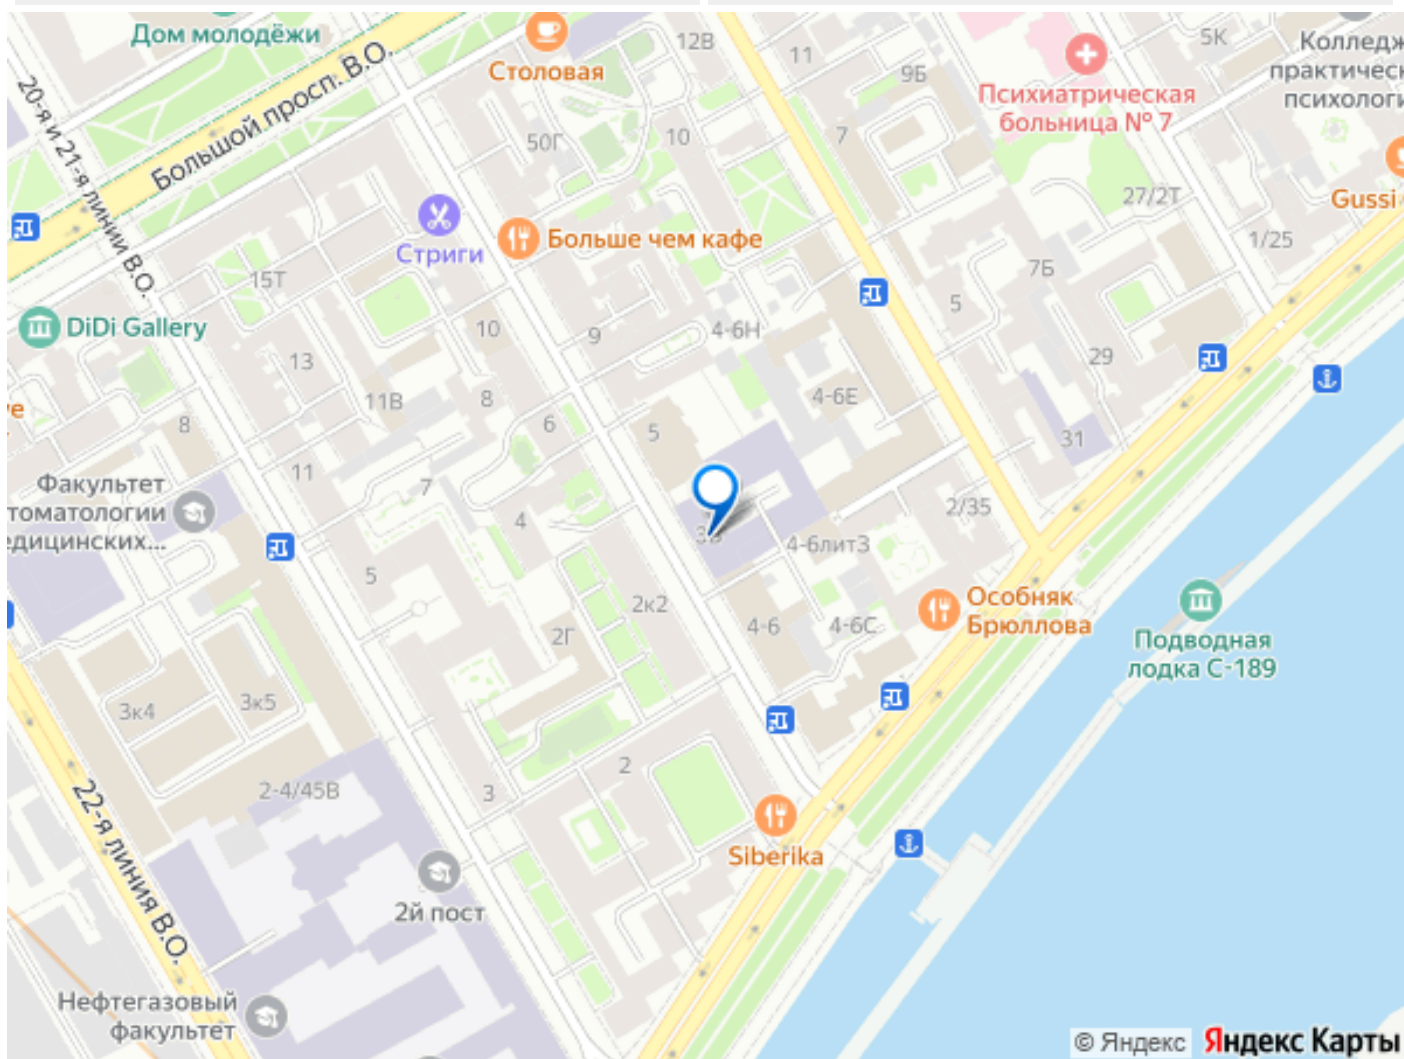 Дом молодёжи
Столовая
12В
11
5К
Колледж
практическ
психологи
9Б
Психиатрическая
больница № 7
20-я и 21-я линии В.О.
Большой просп. В.О.
50Г
10
7
27/2Т
Gussi
Стриги
Больше чем кафе
1/25
15Т
7Б
5
DiDi Gallery
10
9
4-6Н
29
13
4-6Е
11В
8
6
8
5
31
Факультет
томатологии
едицинских...
11
7
4
2/35
4-6литЗ
5
2к2
4-6
4-6С
Особняк
Брюллова
2Г
Подводная
лодка С-189
3к4
3к5
2
2-4/45В
3
22-я линия В.О.
Siberika
2й пост
Нефтегазовый
факультет
© Яндекс Яндекс Карты